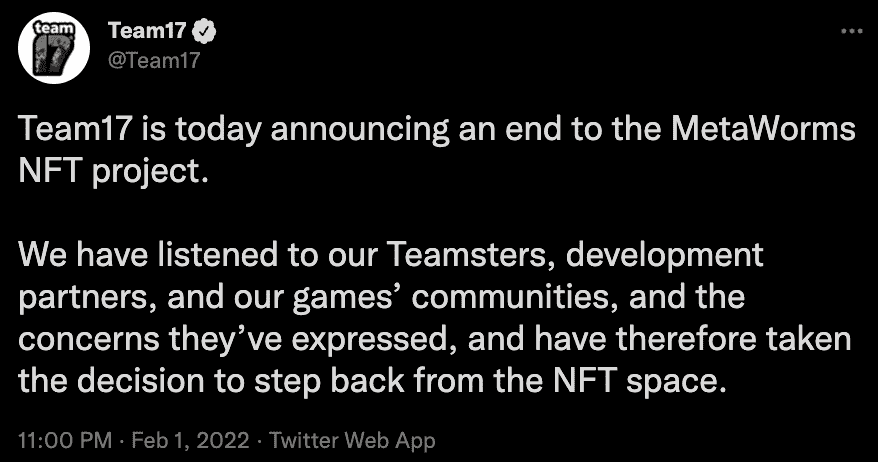 team
17
Team17
@Team17
Team17 is today announcing an end to the MetaWorms
NFT project.
We have listened to our Teamsters, development
partners, and our games’ communities, and the
concerns they’ve expressed, and have therefore taken
the decision to step back from the NFT space.
11:00 PM · Feb 1, 2022 · Twitter Web App